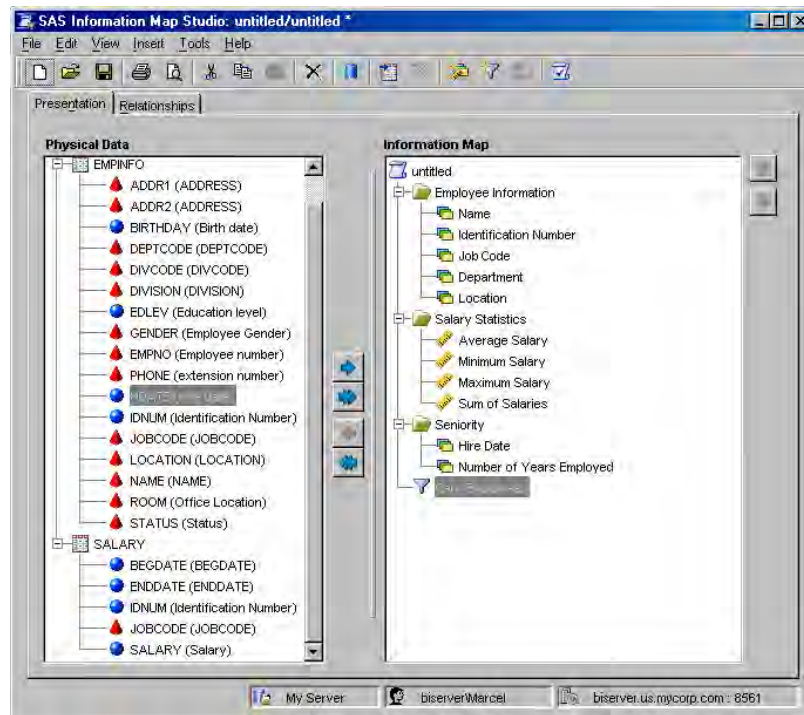 SAS Information Map Studio: untitled/untitled *
File Edit View Insert Tools Help
Presentation Relationships
Physical Data
EMPINFO
ADDR1 (ADDRESS)
ADDR2 (ADDRESS)
BIRTHDAY (Birth date)
DEPTCODE (DEPTCODE)
DIVCODE (DIVCODE)
DIVISION (DIVISION)
EDLEV (Education level)
GENDER (Employee Gender)
EMPNO (Employee number)
PHONE (extension number)
IDNUM (Identification Number)
JOBCODE (JOBCODE)
LOCATION (LOCATION)
NAME (NAME)
ROOM (Office Location)
STATUS (Status)
SALARY
BEGDATE (BEGDATE)
ENDDATE (ENDDATE)
IDNUM (Identification Number)
JOBCODE (JOBCODE)
SALARY (Salary)
Information Map
untitled
Employee Information
Name
Identification Number
Job Code
Department
Location
Salary Statistics
Average Salary
Minimum Salary
Maximum Salary
Sum of Salaries
Seniority
Hire Date
Number of Years Employed
My Server
biserver\Marcel
biserver.us.mycorp.com : 8561